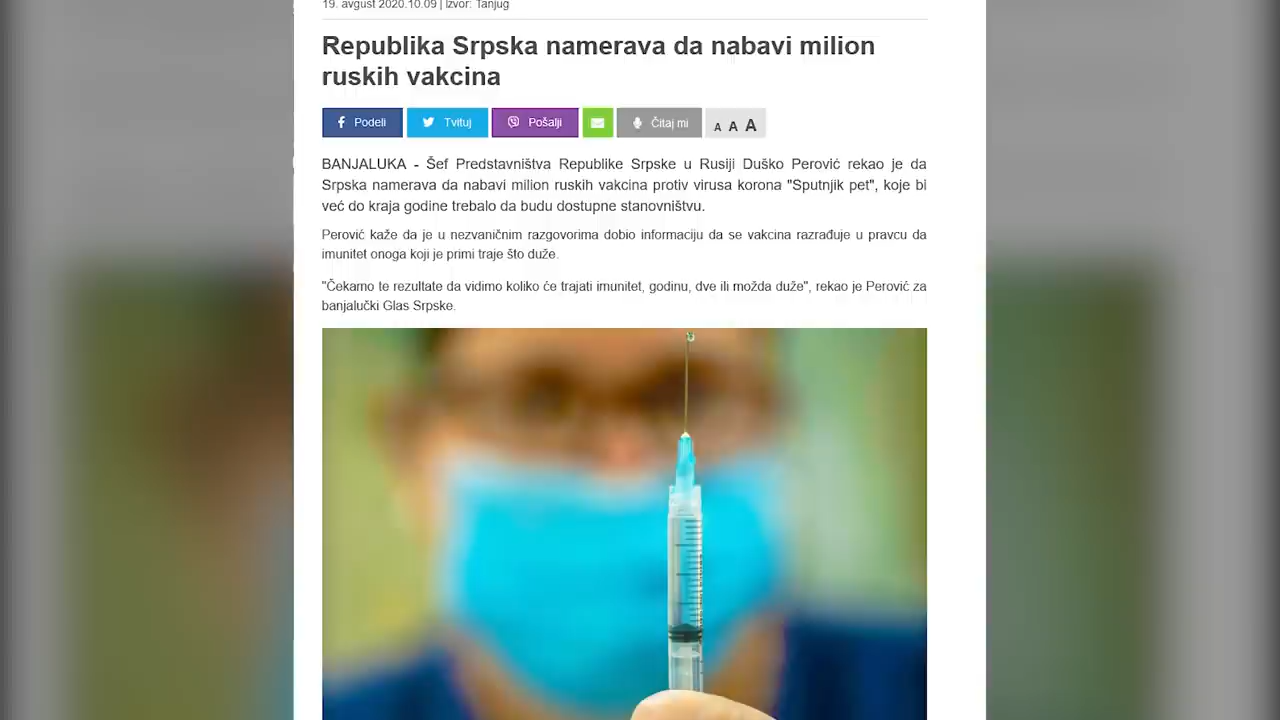 19. avgust 2020.10.09 | Izvor: Tanjug
Republika Srpska namerava da nabavi milion
ruskih vakcina
Podeli
Tvituj
Pošalji
Čitaj mi
A A A
BANJALUKA - Šef Predstavništva Republike Srpske u Rusiji Duško Perović rekao je da
Srpska namerava da nabavi milion ruskih vakcina protiv virusa korona "Sputnjik pet", koje bi
već do kraja godine trebalo da budu dostupne stanovništvu.
Perović kaže da je u nezvaničnim razgovorima dobio informaciju da se vakcina razrađuje u pravcu da
imunitet onoga koji je primi traje što duže.
"Čekamo te rezultate da vidimo koliko će trajati imunitet, godinu, dve ili možda duže", rekao je Perović za
banjalučki Glas Srpske.